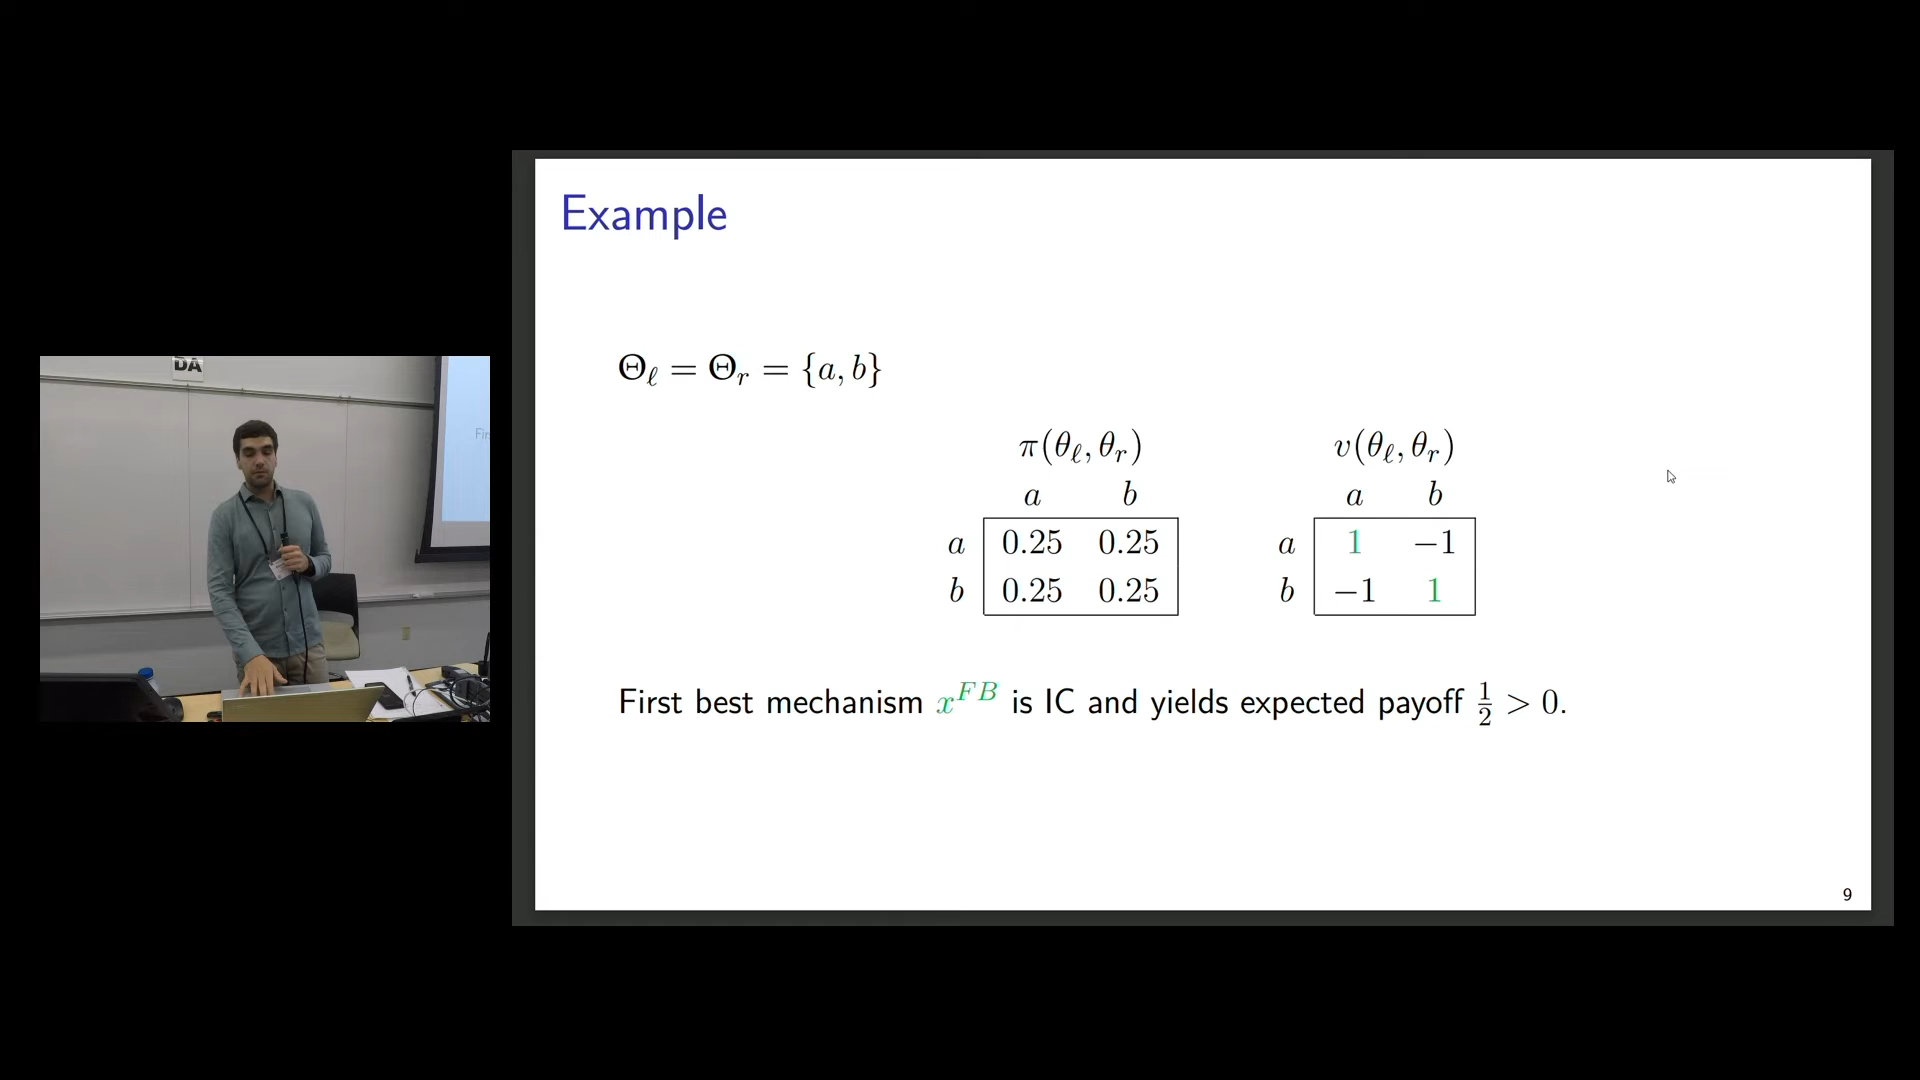 DA
Fir
Example
Θ_ℓ = Θ_r = {a, b}
π(θ_ℓ, θ_r) v(θ_ℓ, θ_r)
a b a b
a 0.25 0.25 a 1 −1
b 0.25 0.25 b −1 1
First best mechanism x^{FB} is IC and yields expected payoff 1/2 > 0.
9